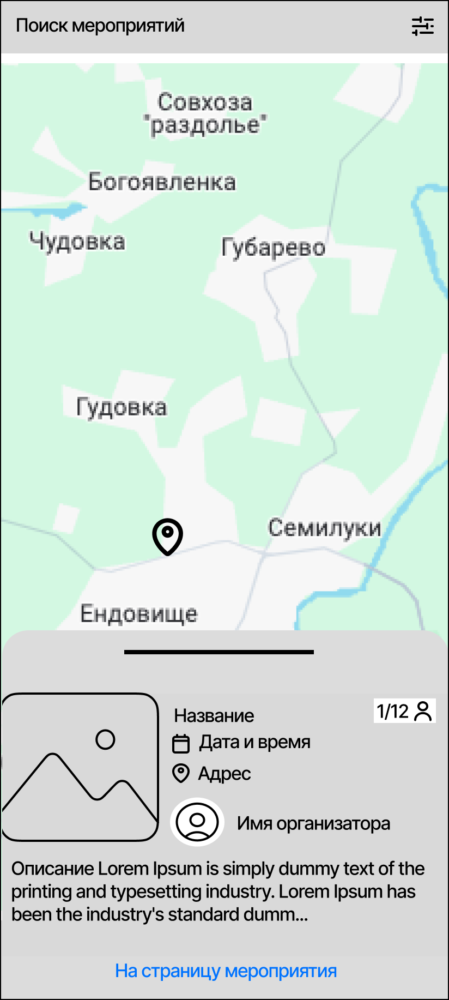 Поиск мероприятий
Совхоза
"раздолье"
Богоявленка
Чудовка
Губарево
Гудовка
Семилуки
Ендовище
Название
1/12
Дата и время
Адрес
Имя организатора
Описание Lorem Ipsum is simply dummy text of the
printing and typesetting industry. Lorem Ipsum has
been the industry's standard dumm...
На страницу мероприятия